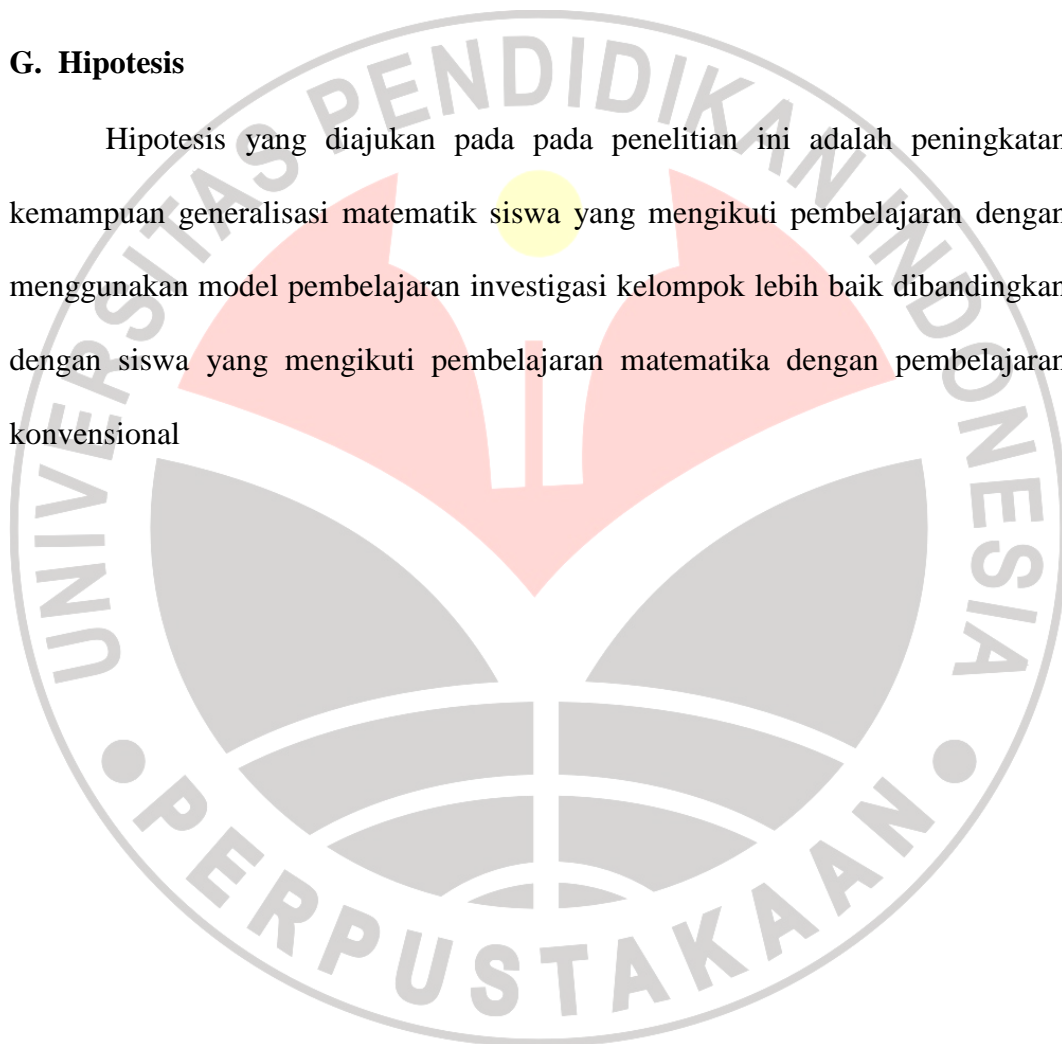 G. Hipotesis
Hipotesis yang diajukan pada pada penelitian ini adalah peningkatan
kemampuan generalisasi matematik siswa yang mengikuti pembelajaran dengan
menggunakan model pembelajaran investigasi kelompok lebih baik dibandingkan
dengan siswa yang mengikuti pembelajaran matematika dengan pembelajaran
konvensional
UNIVERSITAS PENDIDIKAN INDONESIA
PERPUSTAKAAN